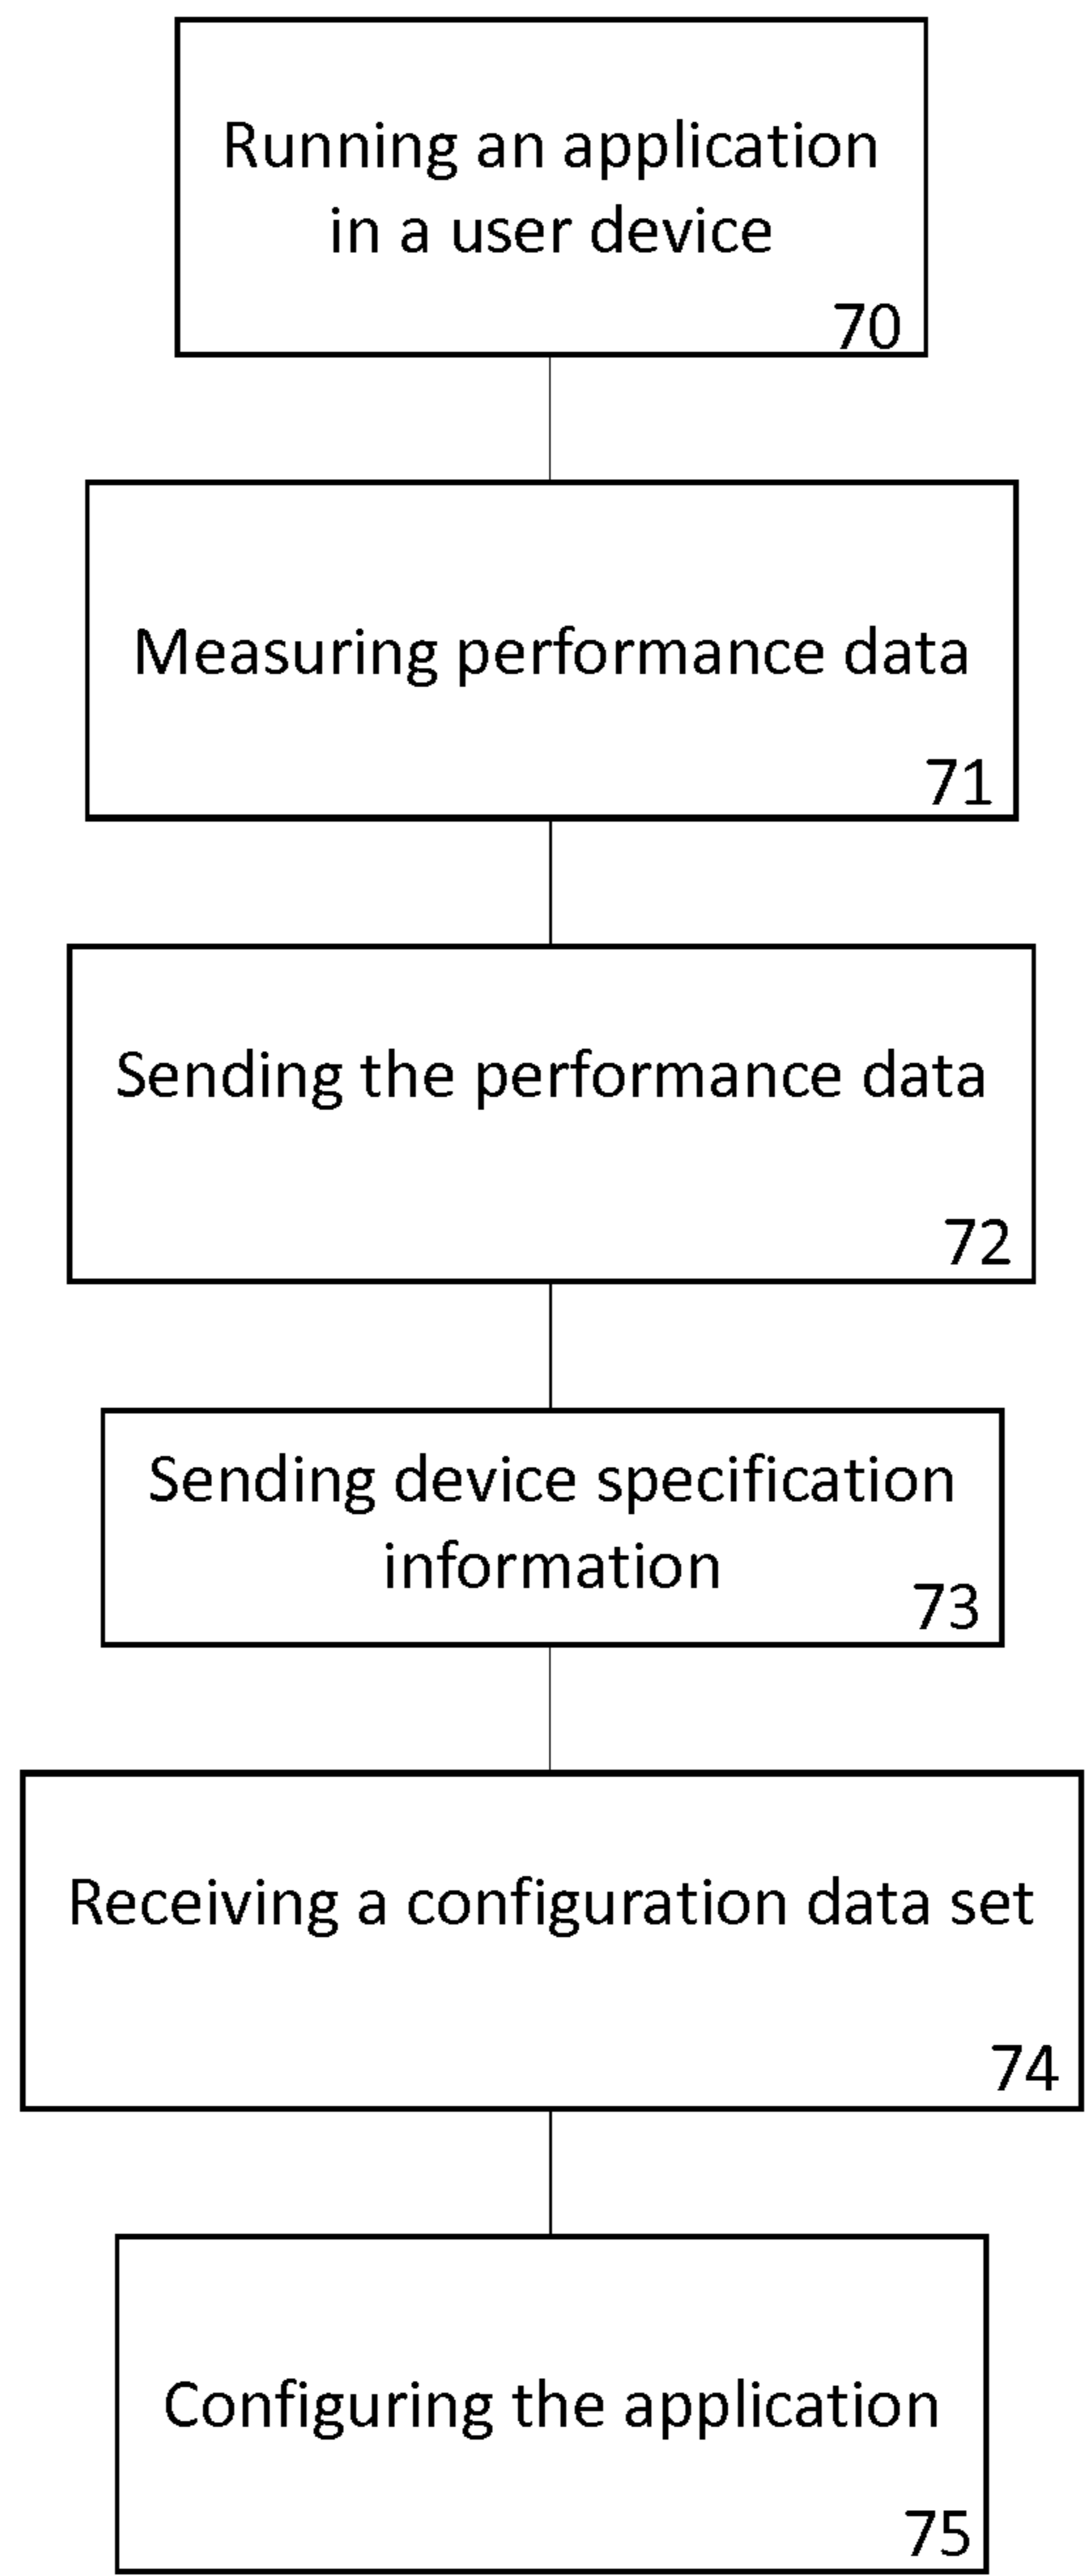 Running an application
in a user device
70
Measuring performance data
71
Sending the performance data
72
Sending device specification
information
73
Receiving a configuration data set
74
Configuring the application
75